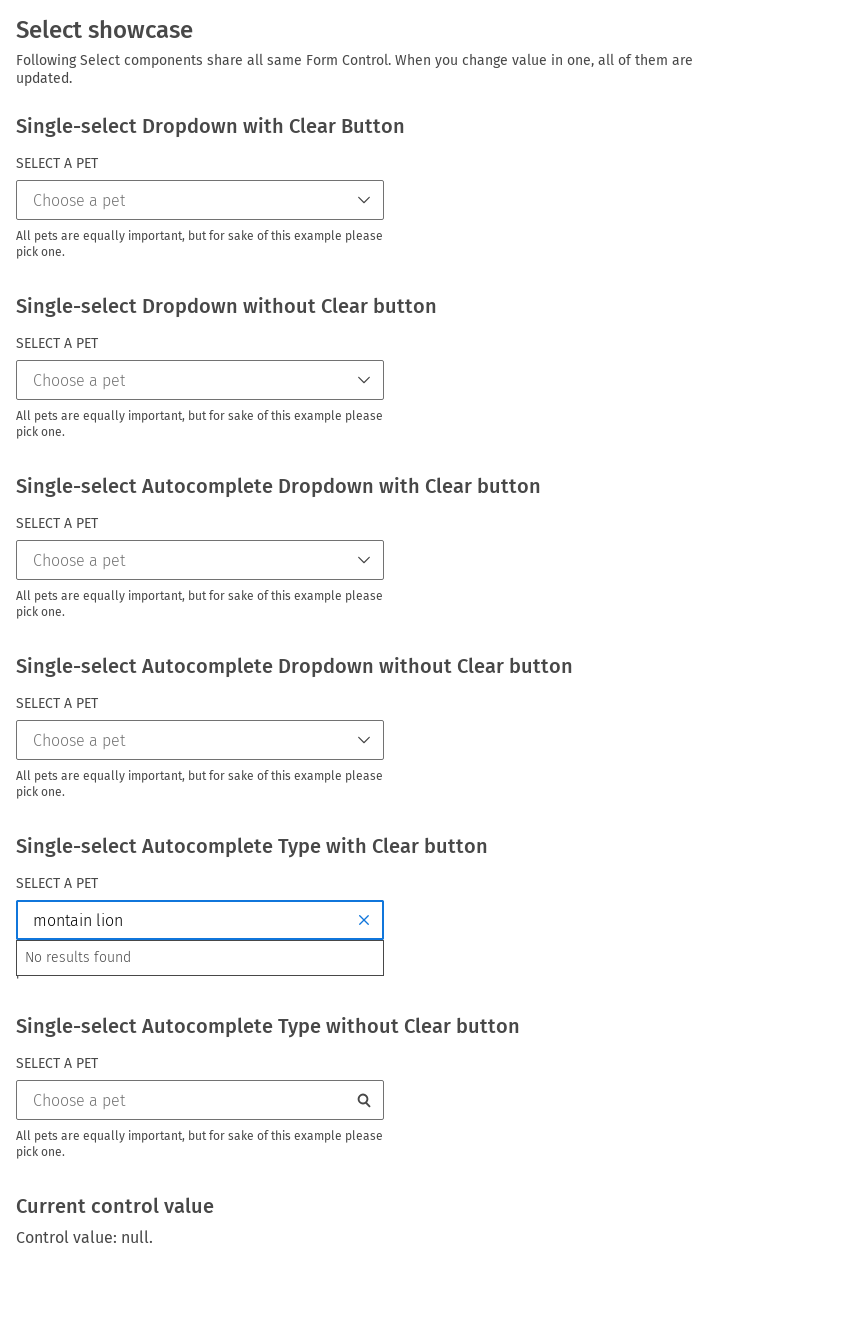 Select showcase
Following Select components share all same Form Control. When you change value in one, all of them are
updated.
Single-select Dropdown with Clear Button
SELECT A PET
Choose a pet
All pets are equally important, but for sake of this example please
pick one.
Single-select Dropdown without Clear button
SELECT A PET
Choose a pet
All pets are equally important, but for sake of this example please
pick one.
Single-select Autocomplete Dropdown with Clear button
SELECT A PET
Choose a pet
All pets are equally important, but for sake of this example please
pick one.
Single-select Autocomplete Dropdown without Clear button
SELECT A PET
Choose a pet
All pets are equally important, but for sake of this example please
pick one.
Single-select Autocomplete Type with Clear button
SELECT A PET
montain lion
No results found
Single-select Autocomplete Type without Clear button
SELECT A PET
Choose a pet
All pets are equally important, but for sake of this example please
pick one.
Current control value
Control value: null.